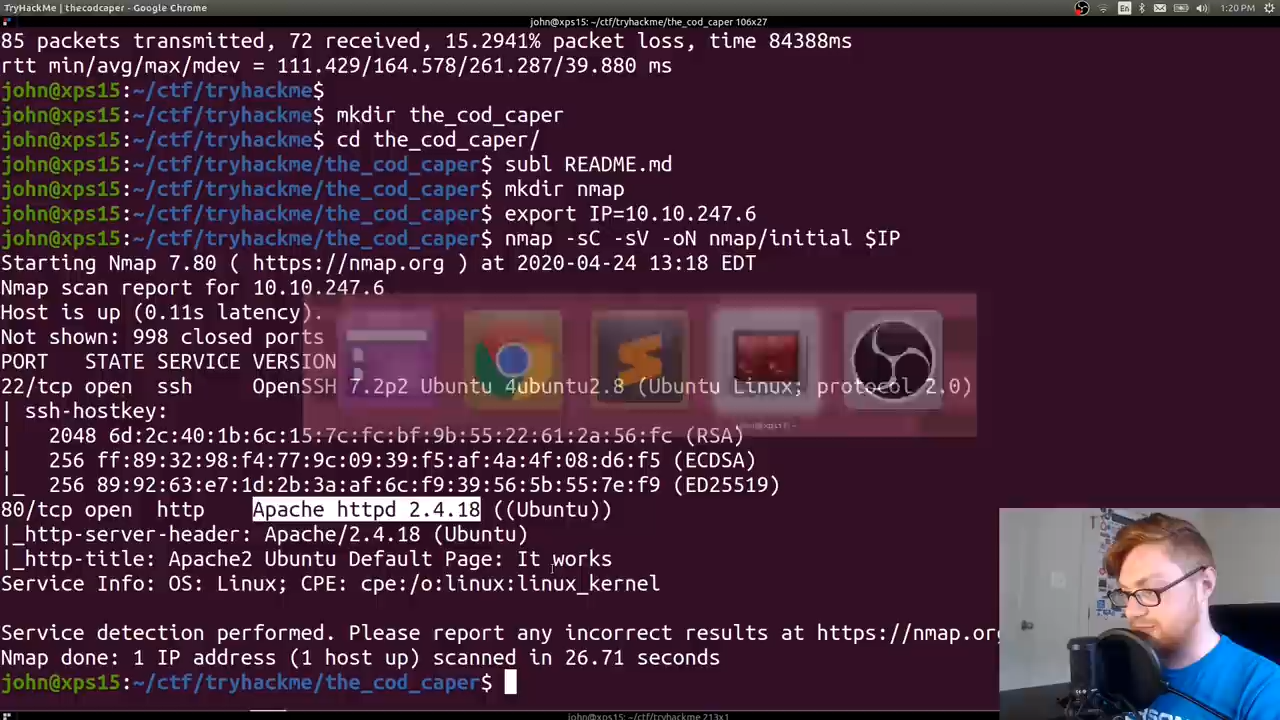 TryHackMe | thecodcaper - Google Chrome
En
1:20 PM
john@xps15: ~/ctf/tryhackme/the_cod_caper 106x27
85 packets transmitted, 72 received, 15.2941% packet loss, time 84388ms
rtt min/avg/max/mdev = 111.429/164.578/261.287/39.880 ms
john@xps15:~/ctf/tryhackme$
john@xps15:~/ctf/tryhackme$ mkdir the_cod_caper
john@xps15:~/ctf/tryhackme$ cd the_cod_caper/
john@xps15:~/ctf/tryhackme/the_cod_caper$ subl README.md
john@xps15:~/ctf/tryhackme/the_cod_caper$ mkdir nmap
john@xps15:~/ctf/tryhackme/the_cod_caper$ export IP=10.10.247.6
john@xps15:~/ctf/tryhackme/the_cod_caper$ nmap -sC -sV -oN nmap/initial $IP
Starting Nmap 7.80 ( https://nmap.org ) at 2020-04-24 13:18 EDT
Nmap scan report for 10.10.247.6
Host is up (0.11s latency).
Not shown: 998 closed ports
PORT   STATE SERVICE VERSION
22/tcp open  ssh     OpenSSH 7.2p2 Ubuntu 4ubuntu2.8 (Ubuntu Linux; protocol 2.0)
| ssh-hostkey:
|   2048 6d:2c:40:1b:6c:15:7c:fc:bf:9b:55:22:61:2a:56:fc (RSA)
|   256 ff:89:32:98:f4:77:9c:09:39:f5:af:4a:4f:08:d6:f5 (ECDSA)
|_  256 89:92:63:e7:1d:2b:3a:af:6c:f9:39:56:5b:55:7e:f9 (ED25519)
80/tcp open  http    Apache httpd 2.4.18 ((Ubuntu))
|_http-server-header: Apache/2.4.18 (Ubuntu)
|_http-title: Apache2 Ubuntu Default Page: It works
Service Info: OS: Linux; CPE: cpe:/o:linux:linux_kernel
Service detection performed. Please report any incorrect results at https://nmap.org
Nmap done: 1 IP address (1 host up) scanned in 26.71 seconds
john@xps15:~/ctf/tryhackme/the_cod_caper$
john@xps15: ~/ctf/tryhackme 213x1